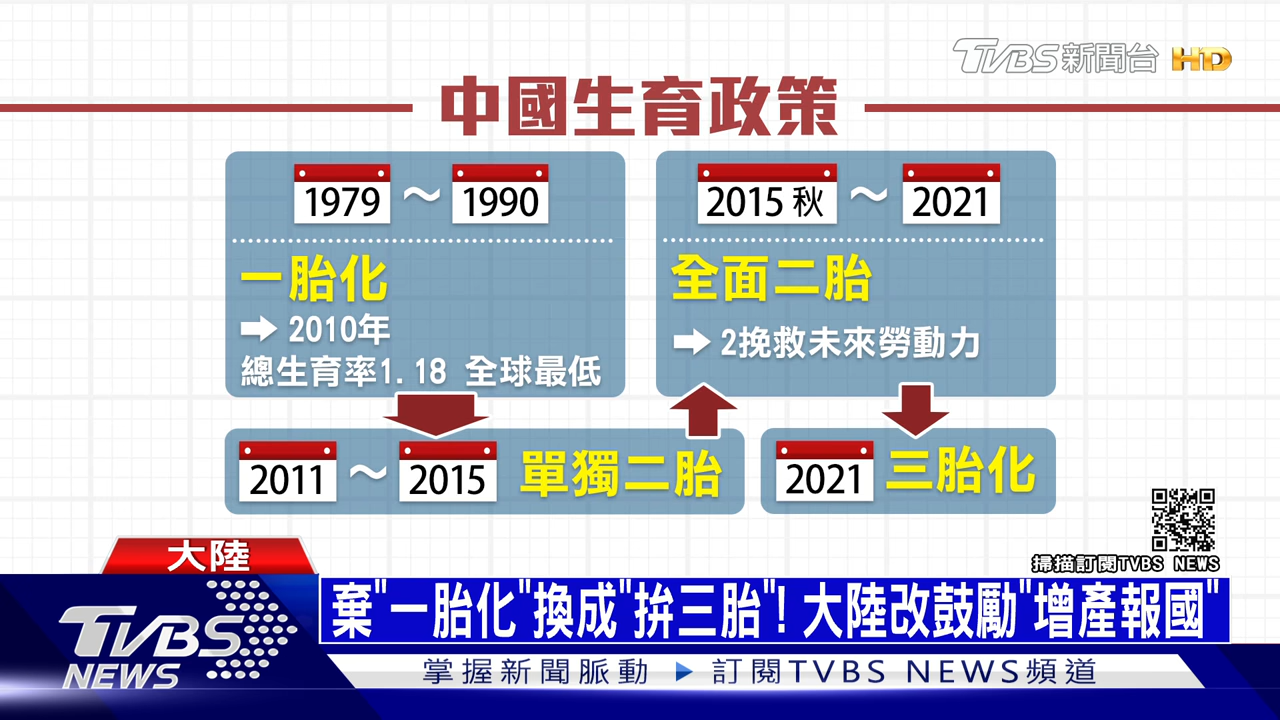 TVBS新聞台 HD
中國生育政策
1979～1990
一胎化
➡ 2010年
總生育率1.18 全球最低
2015秋～2021
全面二胎
➡ 2挽救未來勞動力
2011～2015 單獨二胎
2021 三胎化
掃描訂閱TVBS NEWS
大陸
棄"一胎化"換成"拚三胎"! 大陸改鼓勵"增產報國"
TVBS
NEWS
掌握新聞脈動 ▶ 訂閱TVBS NEWS頻道